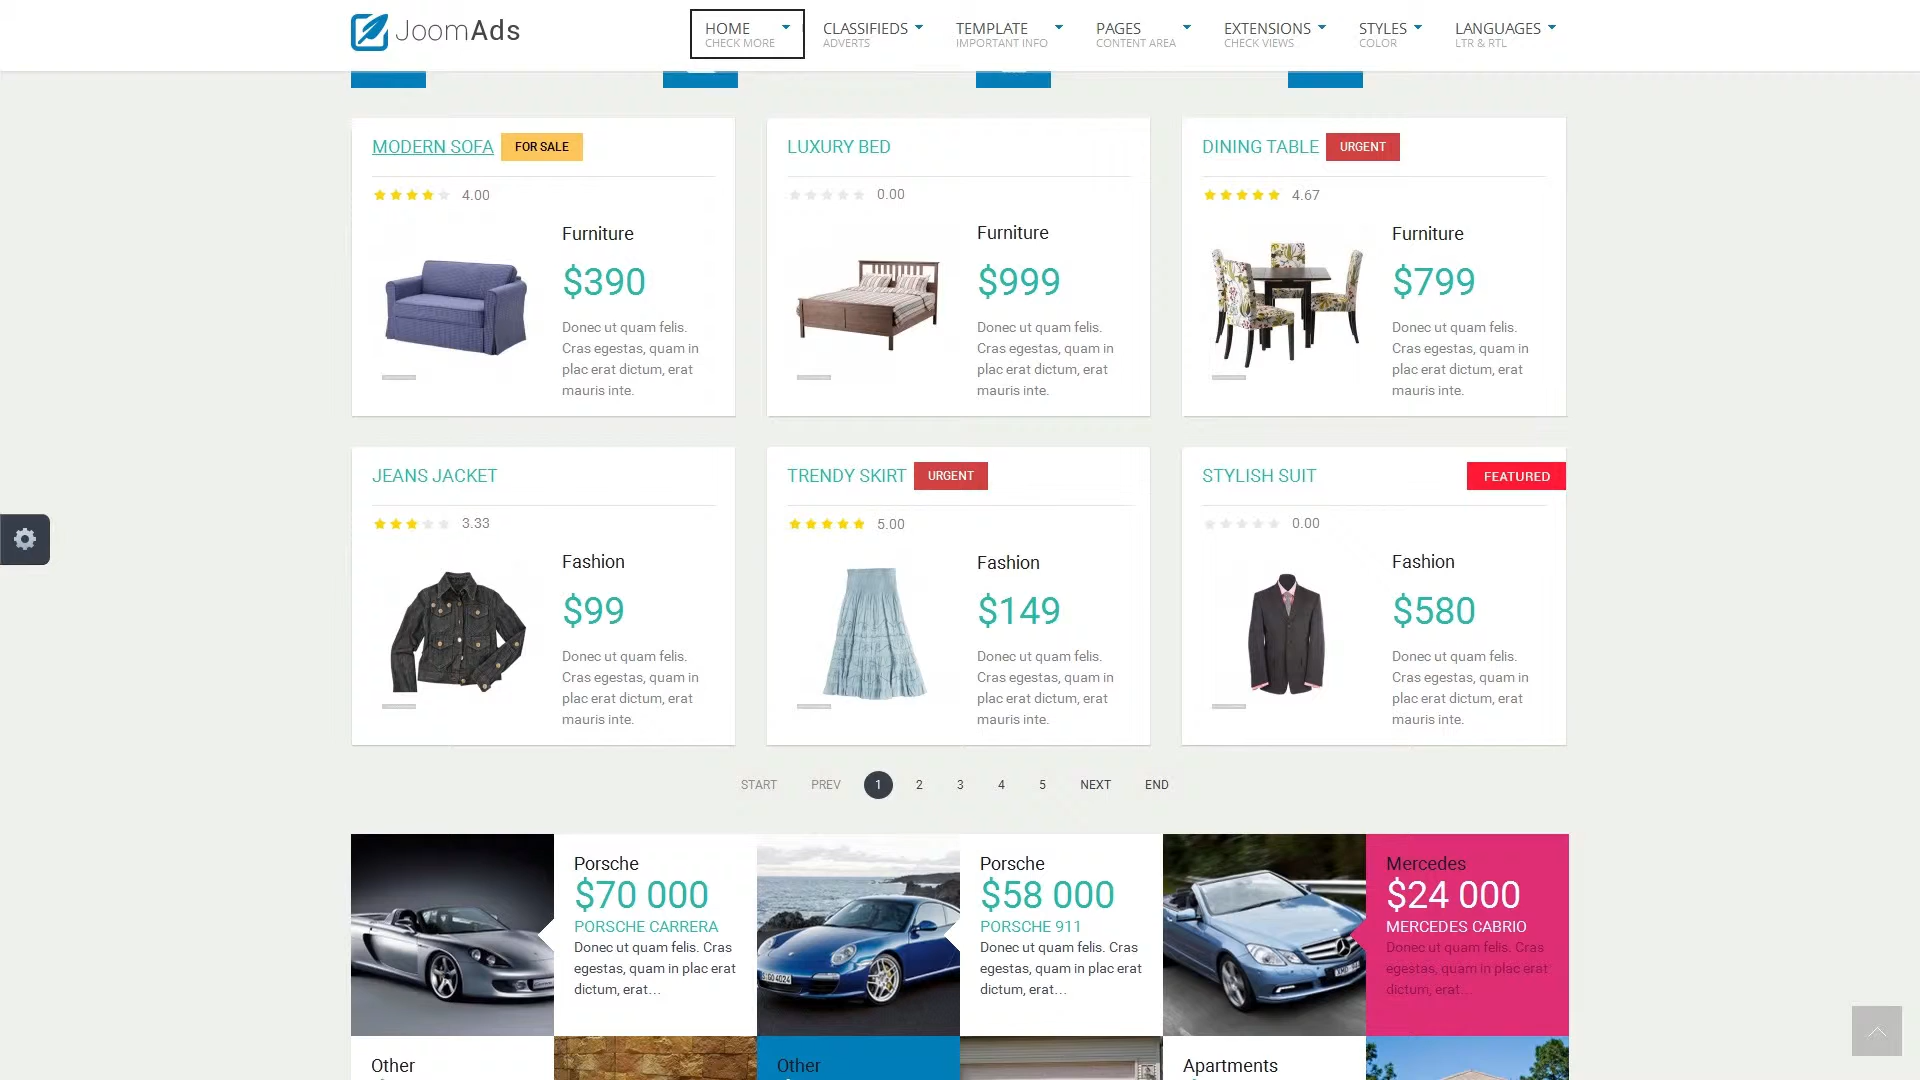 JoomAds
HOME CLASSIFIEDS TEMPLATE PAGES EXTENSIONS STYLES LANGUAGES
CHECK MORE ADVERTS IMPORTANT INFO CONTENT AREA CHECK VIEWS COLOR LTR & RTL
MODERN SOFA FOR SALE
4.00
Furniture
$390
Donec ut quam felis.
Cras egestas, quam in
plac erat dictum, erat
mauris inte.
LUXURY BED
0.00
Furniture
$999
Donec ut quam felis.
Cras egestas, quam in
plac erat dictum, erat
mauris inte.
DINING TABLE URGENT
4.67
Furniture
$799
Donec ut quam felis.
Cras egestas, quam in
plac erat dictum, erat
mauris inte.
JEANS JACKET
3.33
Fashion
$99
Donec ut quam felis.
Cras egestas, quam in
plac erat dictum, erat
mauris inte.
TRENDY SKIRT URGENT
5.00
Fashion
$149
Donec ut quam felis.
Cras egestas, quam in
plac erat dictum, erat
mauris inte.
STYLISH SUIT FEATURED
0.00
Fashion
$580
Donec ut quam felis.
Cras egestas, quam in
plac erat dictum, erat
mauris inte.
START PREV 1 2 3 4 5 NEXT END
Porsche
$70 000
PORSCHE CARRERA
Donec ut quam felis. Cras
egestas, quam in plac erat
dictum, erat...
Porsche
$58 000
PORSCHE 911
Donec ut quam felis. Cras
egestas, quam in plac erat
dictum, erat...
Mercedes
$24 000
MERCEDES CABRIO
Donec ut quam felis. Cras
egestas, quam in plac erat
dictum, erat...
Other
Other
Apartments